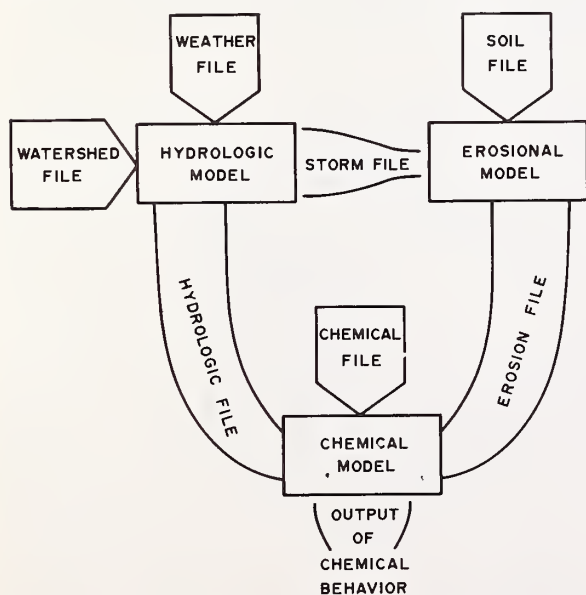 WEATHER
FILE
SOIL
FILE
WATERSHED
FILE
HYDROLOGIC
MODEL
STORM FILE
EROSIONAL
MODEL
HYDROLOGIC FILE
CHEMICAL
FILE
EROSION FILE
CHEMICAL
MODEL
OUTPUT
OF
CHEMICAL
BEHAVIOR